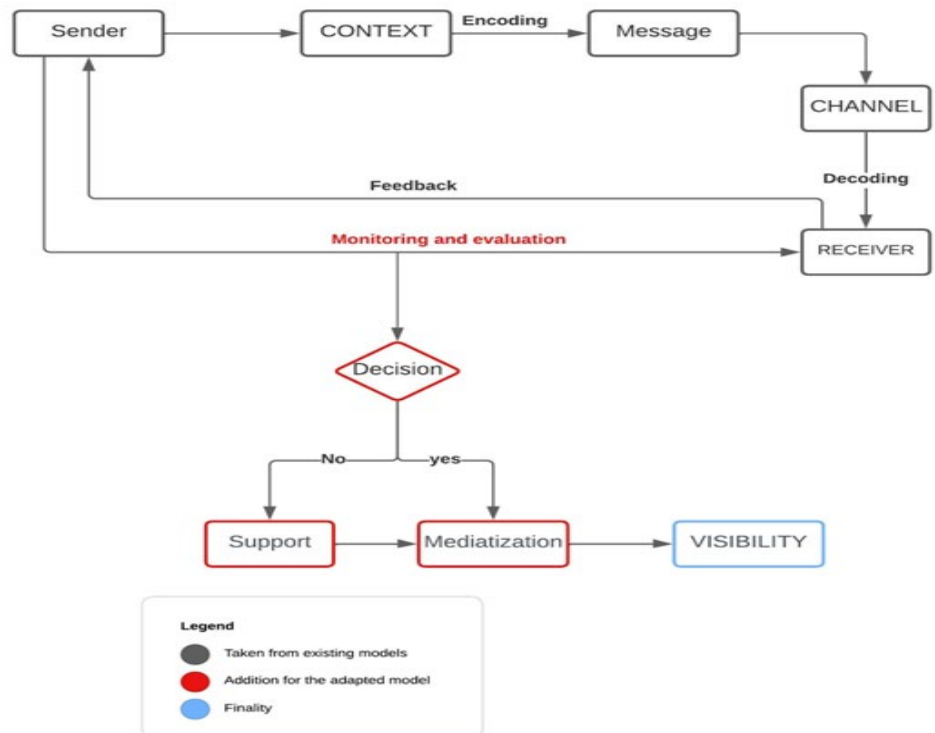 Sender
CONTEXT
Encoding
Message
CHANNEL
Decoding
Feedback
Monitoring and evaluation
RECEIVER
Decision
No
yes
Support
Mediatization
VISIBILITY
Legend
Taken from existing models
Addition for the adapted model
Finality